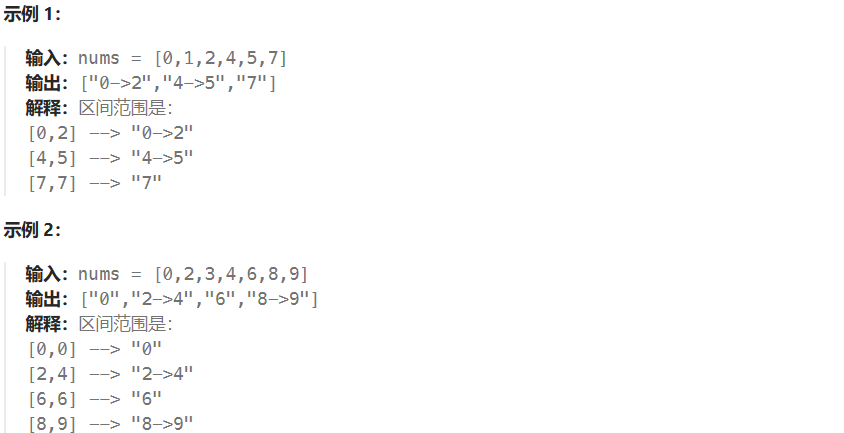 示例 1：
输入：nums = [0,1,2,4,5,7]
输出：["0->2","4->5","7"]
解释：区间范围是：
[0,2] --> "0->2"
[4,5] --> "4->5"
[7,7] --> "7"
示例 2：
输入：nums = [0,2,3,4,6,8,9]
输出：["0","2->4","6","8->9"]
解释：区间范围是：
[0,0] --> "0"
[2,4] --> "2->4"
[6,6] --> "6"
[8,9] --> "8->9"